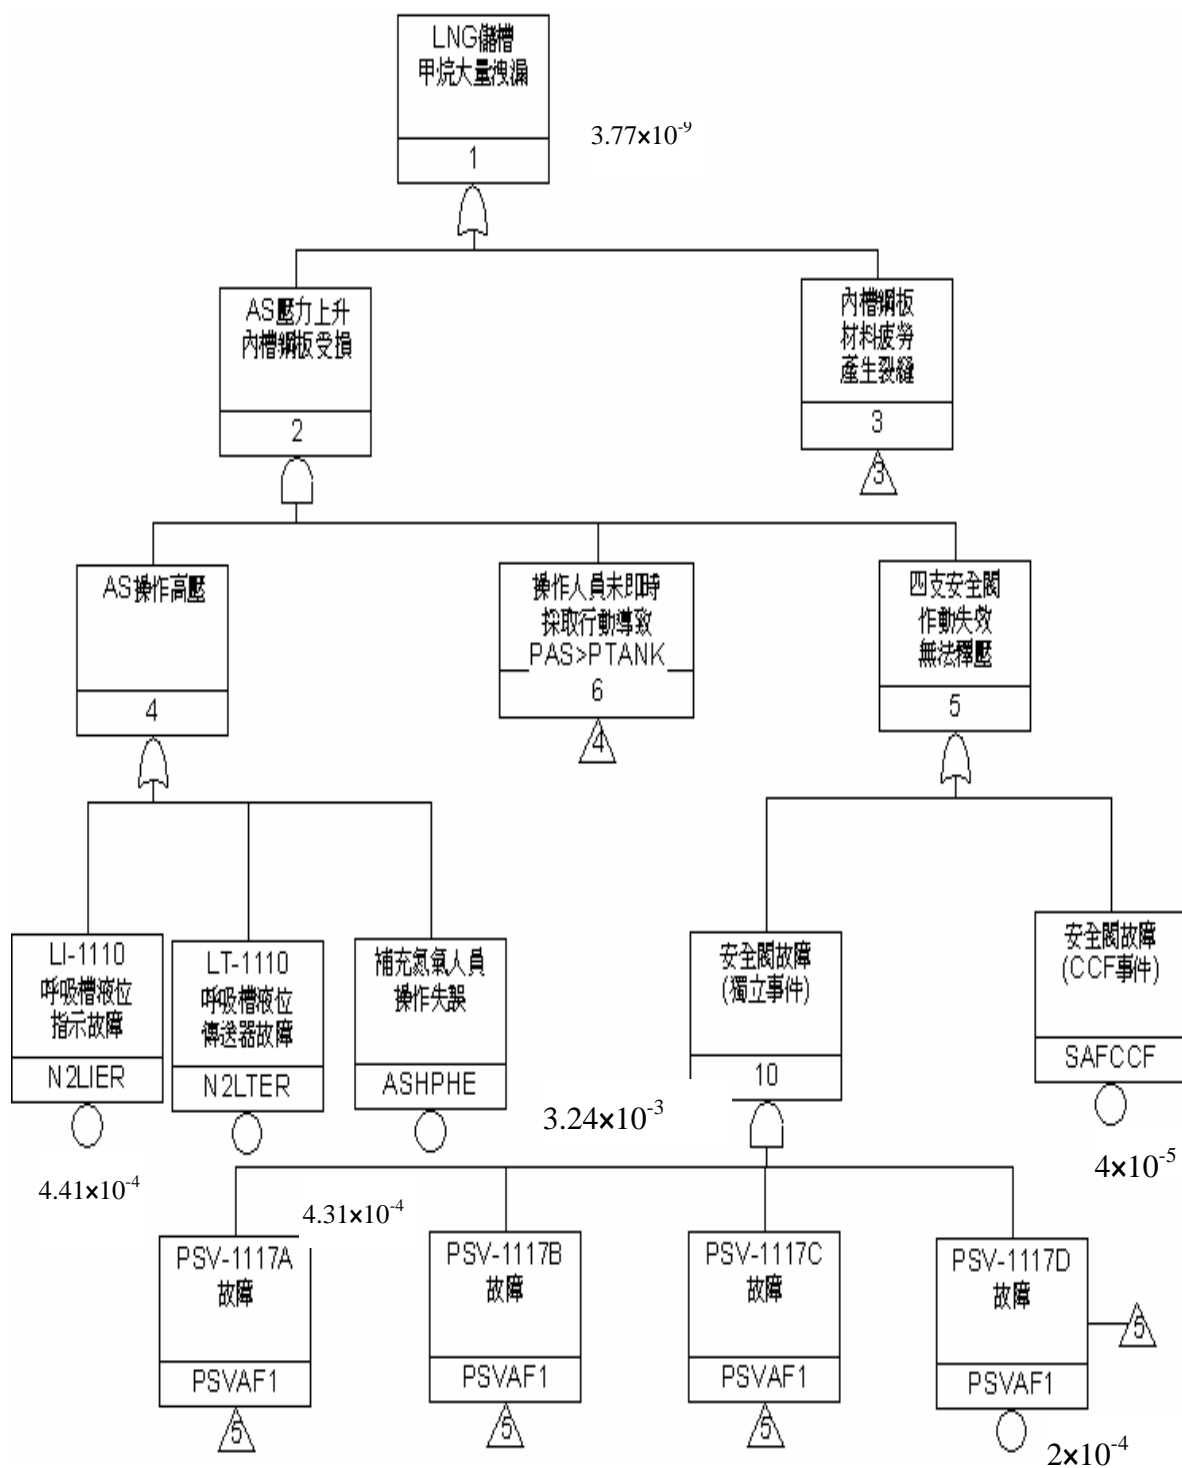 LNG儲槽
甲烷大量洩漏
3.77×10⁻⁹
1
AS壓力上升
內槽鋼板受損
2
內槽鋼板
材料疲勞
產生裂縫
3
3
AS操作高壓
4
操作人員未即時
採取行動導致
PAS>PTANK
6
4
四支安全閥
作動失效
無法釋壓
5
LI-1110
呼吸槽液位
指示故障
N2LIER
LT-1110
呼吸槽液位
傳送器故障
N2LTER
補充氮氣人員
操作失誤
ASHPHE
安全閥故障
(獨立事件)
10
安全閥故障
(CCF事件)
SAFCCF
3.24×10⁻³
4×10⁻⁵
4.41×10⁻⁴
4.31×10⁻⁴
PSV-1117A
故障
PSVAF1
5
PSV-1117B
故障
PSVAF1
5
PSV-1117C
故障
PSVAF1
5
PSV-1117D
故障
PSVAF1
5
2×10⁻⁴